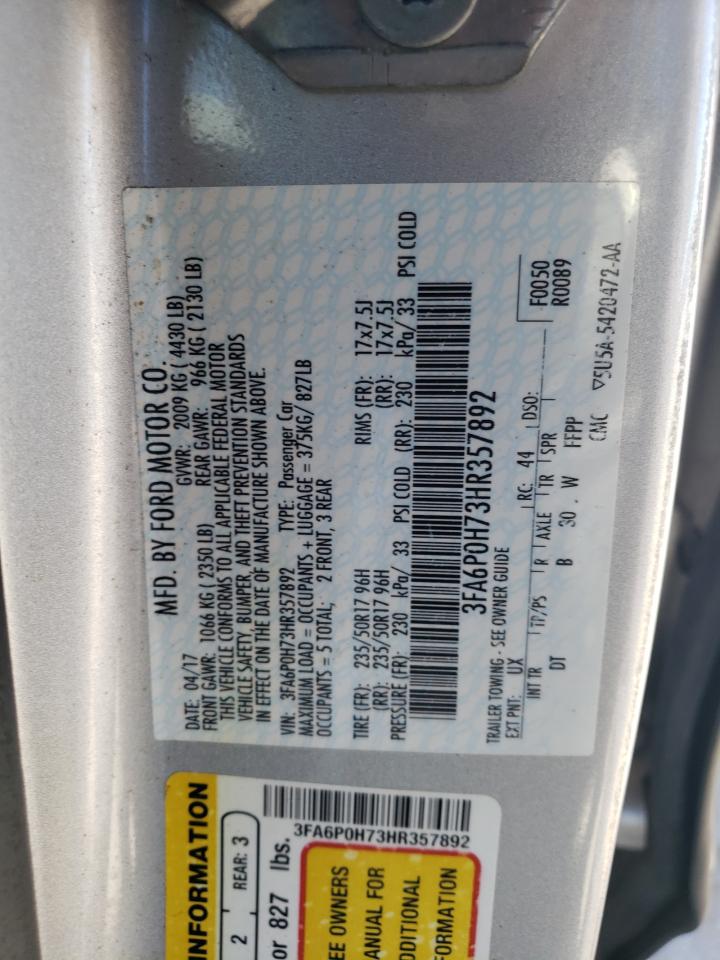 MFD. BY FORD MOTOR CO.
DATE: 04/17 GVWR: 2009 KG ( 4430 LB)
FRONT GAWR: 1066 KG ( 2350 LB) REAR GAWR: 966 KG ( 2130 LB)
THIS VEHICLE CONFORMS TO ALL APPLICABLE FEDERAL MOTOR
VEHICLE SAFETY, BUMPER, AND THEFT PREVENTION STANDARDS
IN EFFECT ON THE DATE OF MANUFACTURE SHOWN ABOVE.
VIN: 3FA6P0H73HR357892 TYPE: Passenger Car
MAXIMUM LOAD = OCCUPANTS + LUGGAGE = 375KG/ 827LB
OCCUPANTS = 5 TOTAL; 2 FRONT, 3 REAR
TIRE (FR): 235/50R17 96H RIMS (FR): 17x7.5J
(RR): 235/50R17 96H (RR): 17x7.5J
PRESSURE (FR): 230 kPa/ 33 PSI COLD (RR): 230 kPa/ 33 PSI COLD
3FA6P0H73HR357892
TRAILER TOWING - SEE OWNER GUIDE
EXT PNT: UX RC: 44 DSO: F0050
R0089
INT TR TP/PS R AXLE TR SPR
DT B 30 . W FFPP
CMC ▽5U5A-5420472-AA
INFORMATION
2 REAR: 3
or 827 lbs.
3FA6P0H73HR357892
EE OWNERS
ANUAL FOR
DDITIONAL
FORMATION